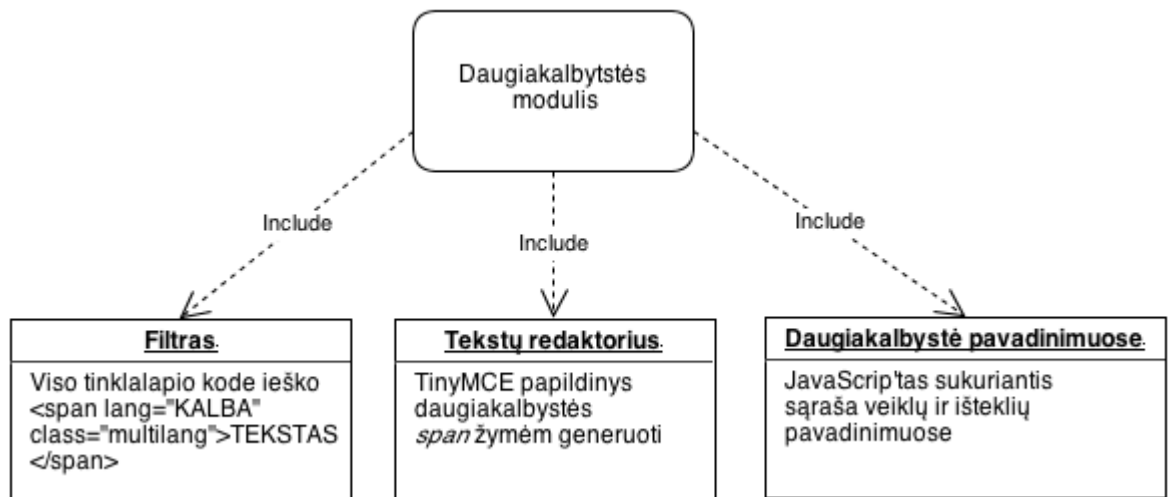 Daugiakalbytstės
modulis
Include
Include
Include
Filtras.
Viso tinklalapio kode ieško
<span lang="KALBA"
class="multilang">TEKSTAS
</span>
Tekstų redaktorius.
TinyMCE papildinys
daugiakalbystės
span žymėm generuoti
Daugiakalbystė pavadinimuose.
JavaScrip'tas sukuriantis
sąraša veiklų ir išteklių
pavadinimuose